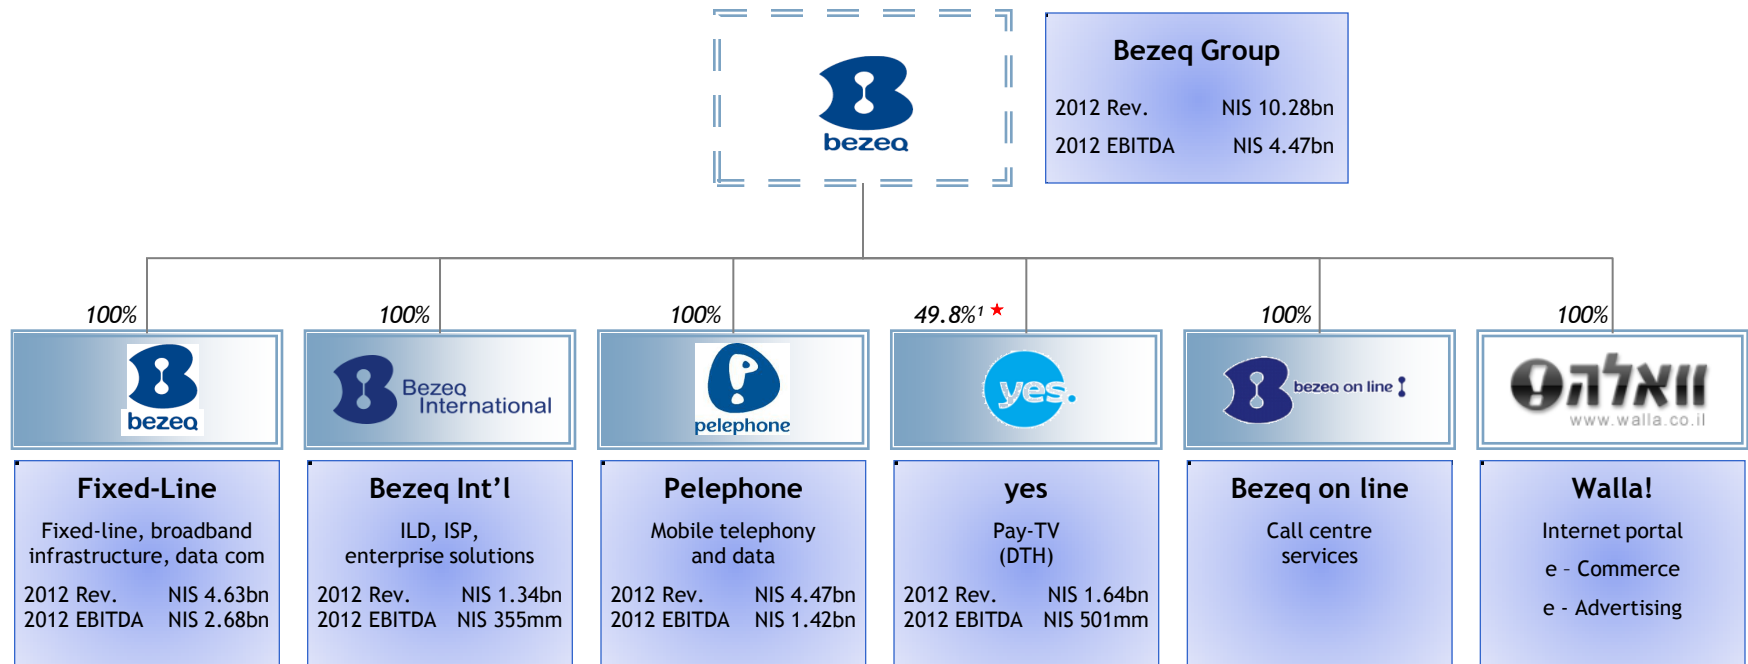 bezeq
Bezeq Group
2012 Rev. NIS 10.28bn
2012 EBITDA NIS 4.47bn
100%
100%
100%
49.8%¹ ★
100%
100%
bezeq
Bezeq
International
pelephone
yes.
bezeq on line
וואלה!
www.walla.co.il
Fixed-Line
Fixed-line, broadband
infrastructure, data com
2012 Rev. NIS 4.63bn
2012 EBITDA NIS 2.68bn
Bezeq Int’l
ILD, ISP,
enterprise solutions
2012 Rev. NIS 1.34bn
2012 EBITDA NIS 355mm
Pelephone
Mobile telephony
and data
2012 Rev. NIS 4.47bn
2012 EBITDA NIS 1.42bn
yes
Pay-TV
(DTH)
2012 Rev. NIS 1.64bn
2012 EBITDA NIS 501mm
Bezeq on line
Call centre
services
Walla!
Internet portal
e – Commerce
e - Advertising